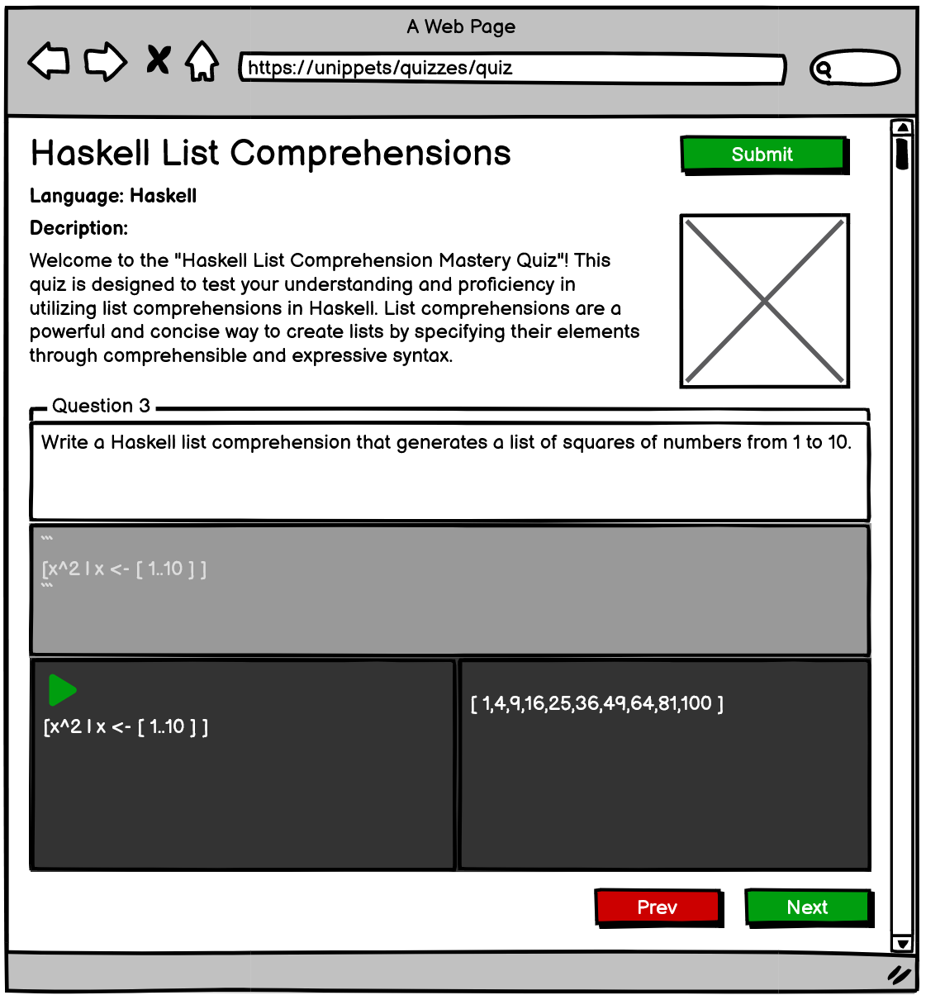 A Web Page
https://unippets/quizzes/quiz
Haskell List Comprehensions
Submit
Language: Haskell
Decription:
Welcome to the "Haskell List Comprehension Mastery Quiz"! This
quiz is designed to test your understanding and proficiency in
utilizing list comprehensions in Haskell. List comprehensions are a
powerful and concise way to create lists by specifying their elements
through comprehensible and expressive syntax.
Question 3
Write a Haskell list comprehension that generates a list of squares of numbers from 1 to 10.
```
[x^2 | x <- [ 1..10 ] ]
```
[x^2 | x <- [ 1..10 ] ]
[ 1,4,9,16,25,36,49,64,81,100 ]
Prev
Next